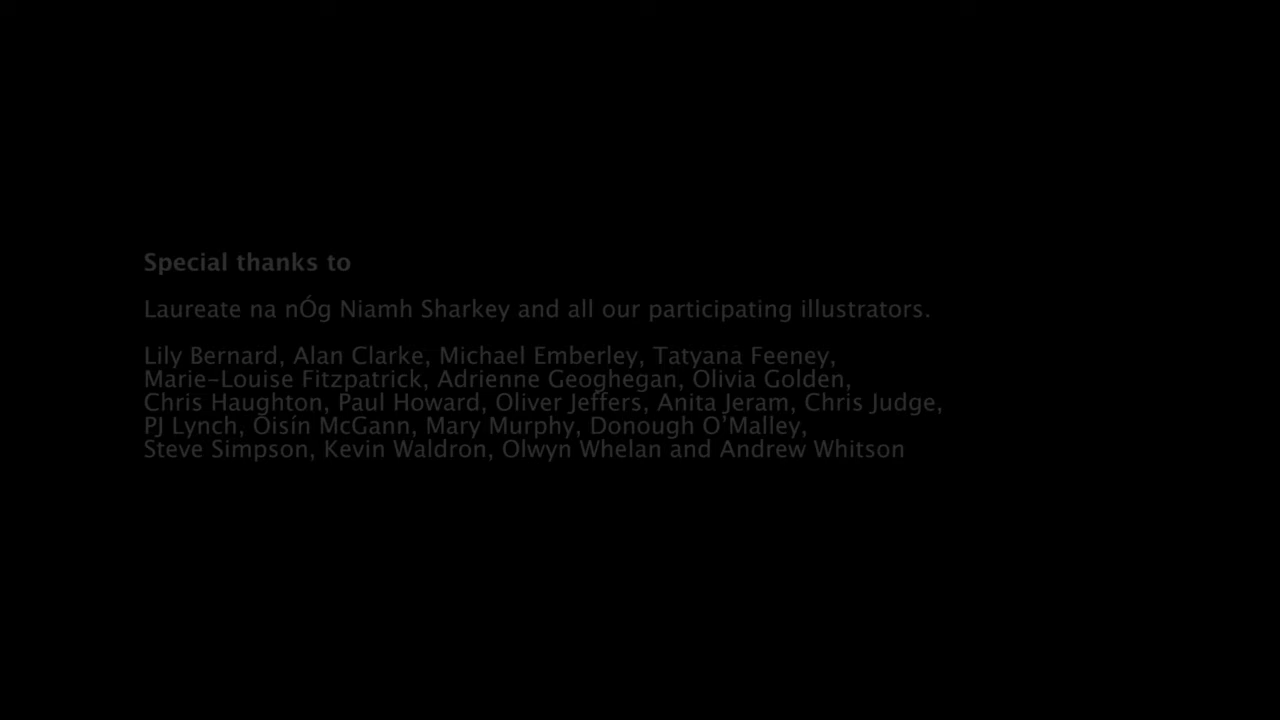 Special thanks to
Laureate na nÓg Niamh Sharkey and all our participating illustrators.
Lily Bernard, Alan Clarke, Michael Emberley, Tatyana Feeney,
Marie-Louise Fitzpatrick, Adrienne Geoghegan, Olivia Golden,
Chris Haughton, Paul Howard, Oliver Jeffers, Anita Jeram, Chris Judge,
PJ Lynch, Oisín McGann, Mary Murphy, Donough O’Malley,
Steve Simpson, Kevin Waldron, Olwyn Whelan and Andrew Whitson